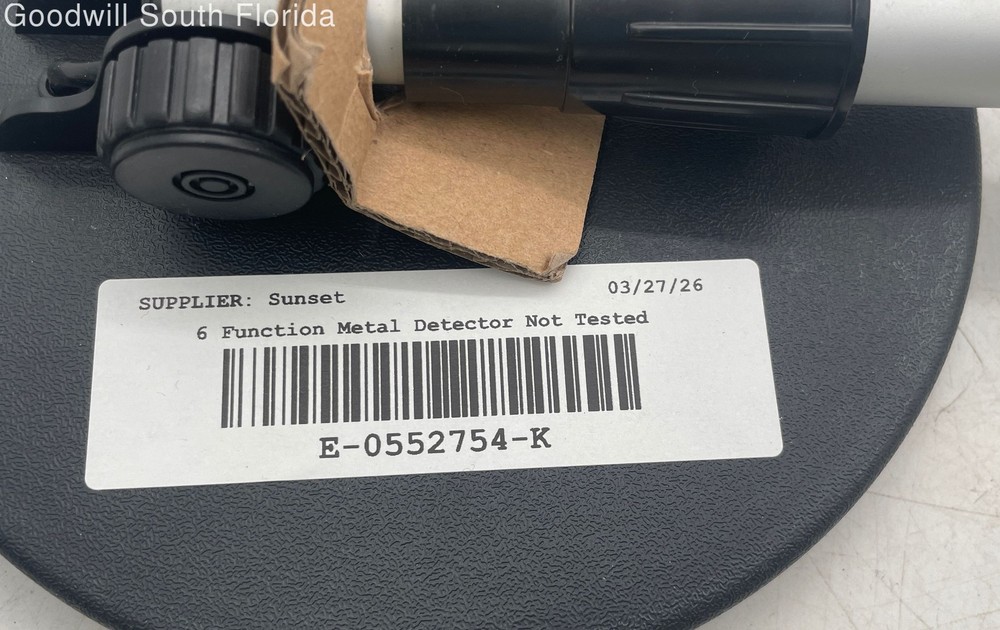 Goodwill South Florida
SUPPLIER: Sunset
03/27/26
6 Function Metal Detector Not Tested
E-0552754-K